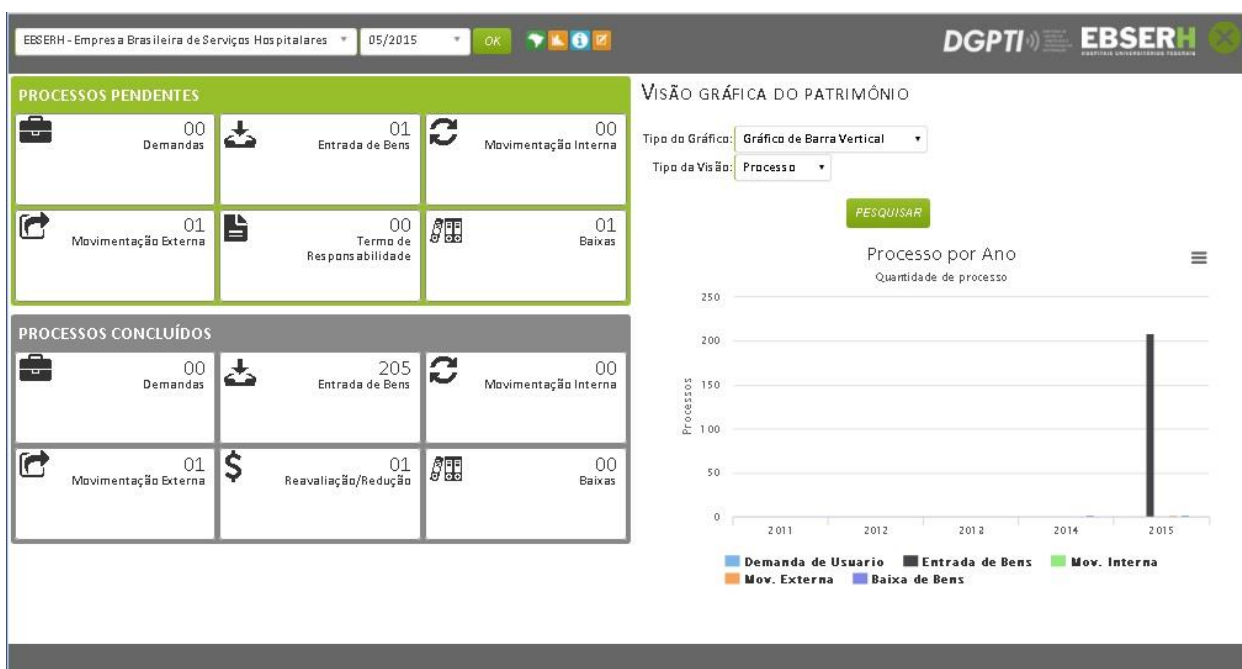 EBSERH - Empresa Brasileira de Serviços Hospitalares
05/2015
OK
DGPTI
EBSERH
HOSPITAIS UNIVERSITÁRIOS FEDERAIS
PROCESSOS PENDENTES
00
Demandas
01
Entrada de Bens
00
Movimentação Interna
01
Movimentação Externa
00
Termo de
Responsabilidade
01
Baixas
PROCESSOS CONCLUÍDOS
00
Demandas
205
Entrada de Bens
00
Movimentação Interna
01
Movimentação Externa
01
Reavaliação/Redução
00
Baixas
VISÃO GRÁFICA DO PATRIMÔNIO
Tipo do Gráfico: Gráfico de Barra Vertical
Tipo da Visão: Processo
PESQUISAR
Processo por Ano
Quantidade de processo
Processos
250
200
150
100
50
0
2011 2012 2013 2014 2015
Demanda de Usuario Entrada de Bens Mov. Interna
Mov. Externa Baixa de Bens